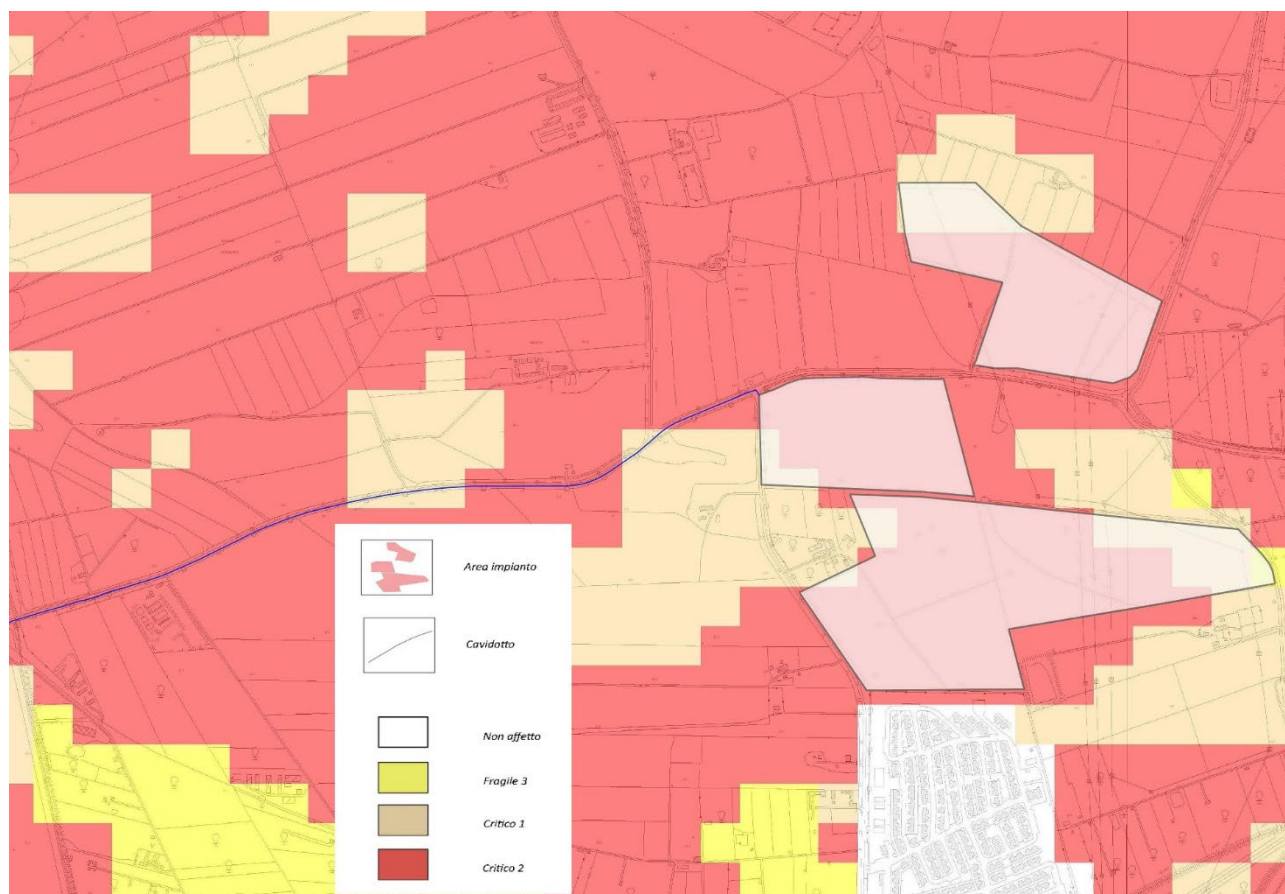 Area impianto
Cavidotto
Non affetto
Fragile 3
Critico 1
Critico 2